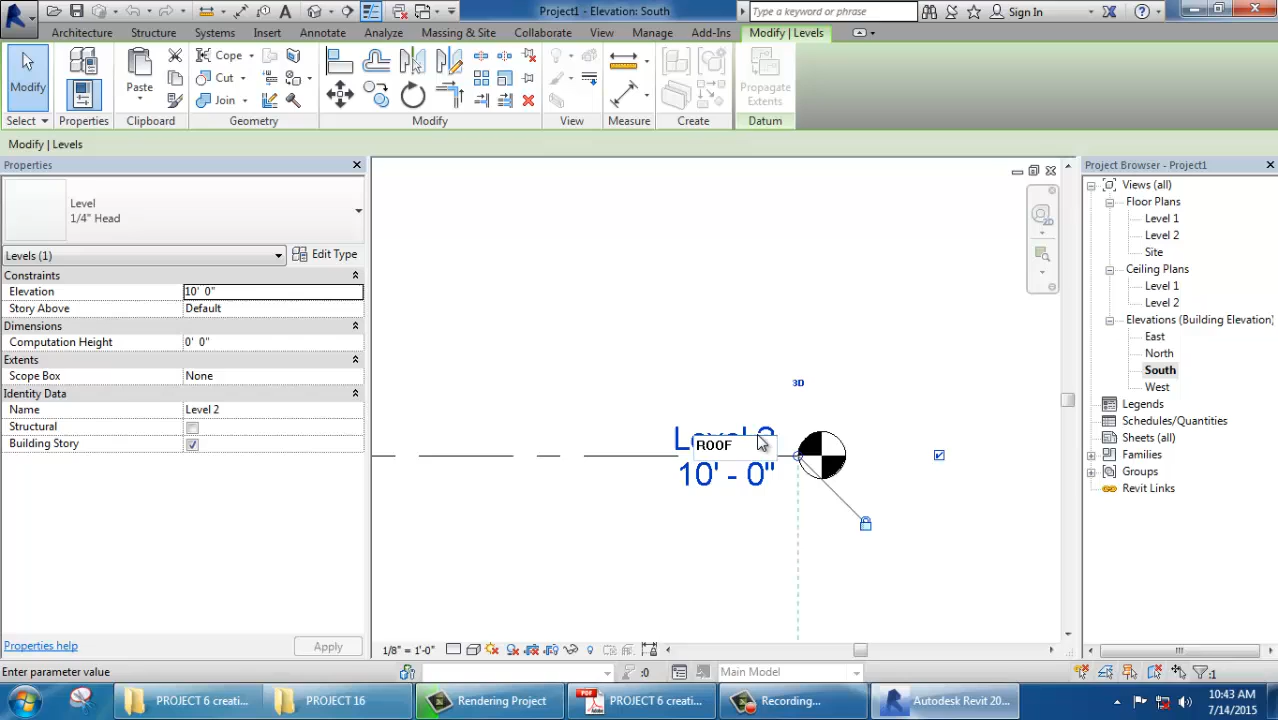 Project1 - Elevation: South
Type a keyword or phrase
Sign In
Architecture
Structure
Systems
Insert
Annotate
Analyze
Massing & Site
Collaborate
View
Manage
Add-Ins
Modify | Levels
Modify
Paste
Cope
Cut
Join
Propagate
Extents
Select
Properties
Clipboard
Geometry
Modify
View
Measure
Create
Datum
Modify | Levels
Properties
Level
1/4" Head
Levels (1)
Edit Type
Constraints
Elevation
10' 0"
Story Above
Default
Dimensions
Computation Height
0' 0"
Extents
Scope Box
None
Identity Data
Name
Level 2
Structural
Building Story
Properties help
Apply
2D
3D
Level 2
ROOF
10' - 0"
Project Browser - Project1
Views (all)
Floor Plans
Level 1
Level 2
Site
Ceiling Plans
Level 1
Level 2
Elevations (Building Elevation)
East
North
South
West
Legends
Schedules/Quantities
Sheets (all)
Families
Groups
Revit Links
1/8" = 1'-0"
Enter parameter value
:0
Main Model
:1
PROJECT 6 creati...
PROJECT 16
Rendering Project
PROJECT 6 creati...
Recording...
Autodesk Revit 20...
10:43 AM
7/14/2015